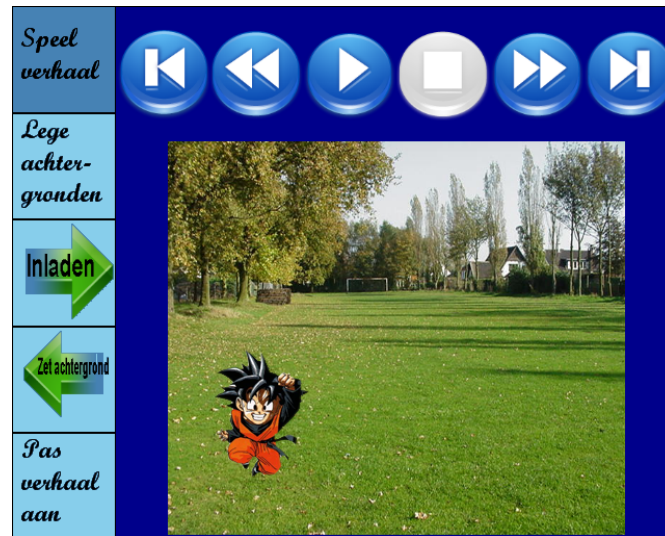 Speel
verhaal
Lege
achter-
gronden
Inladen
Zet achtergrond
Pas
verhaal
aan